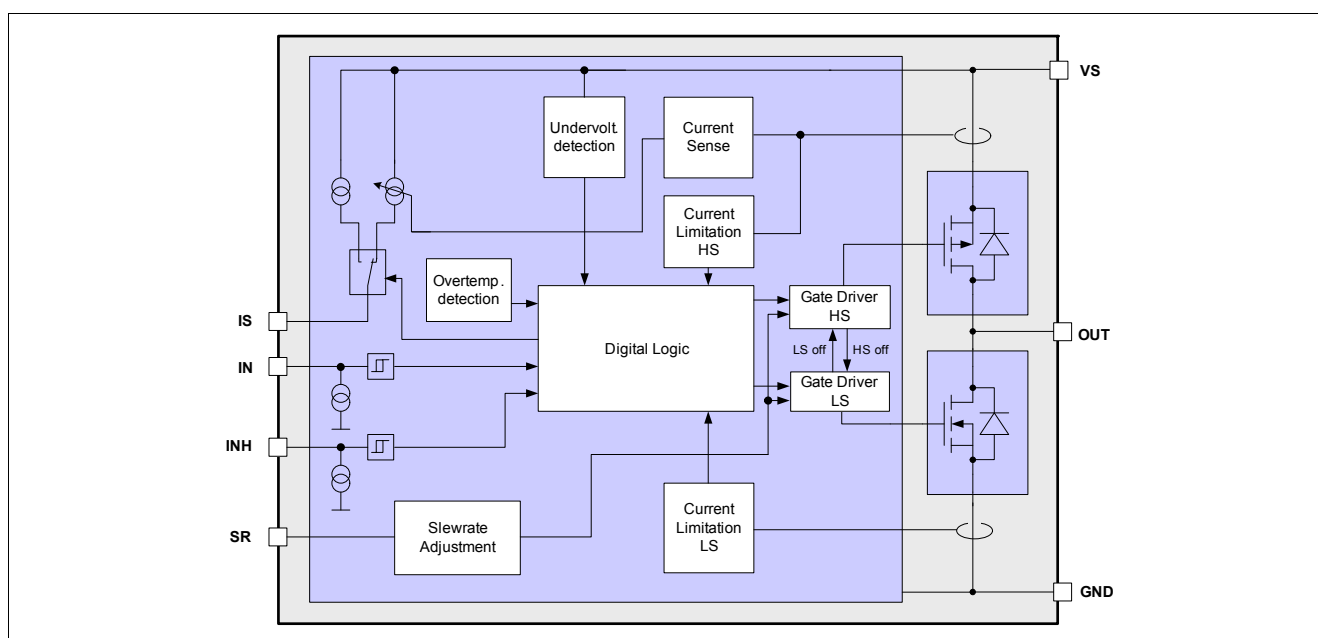 VS
Undervolt.
detection
Current
Sense
Current
Limitation
HS
Overtemp.
detection
Gate Driver
HS
IS
Digital Logic
LS off
HS off
OUT
IN
Gate Driver
LS
INH
Current
Limitation
LS
SR
Slewrate
Adjustment
GND